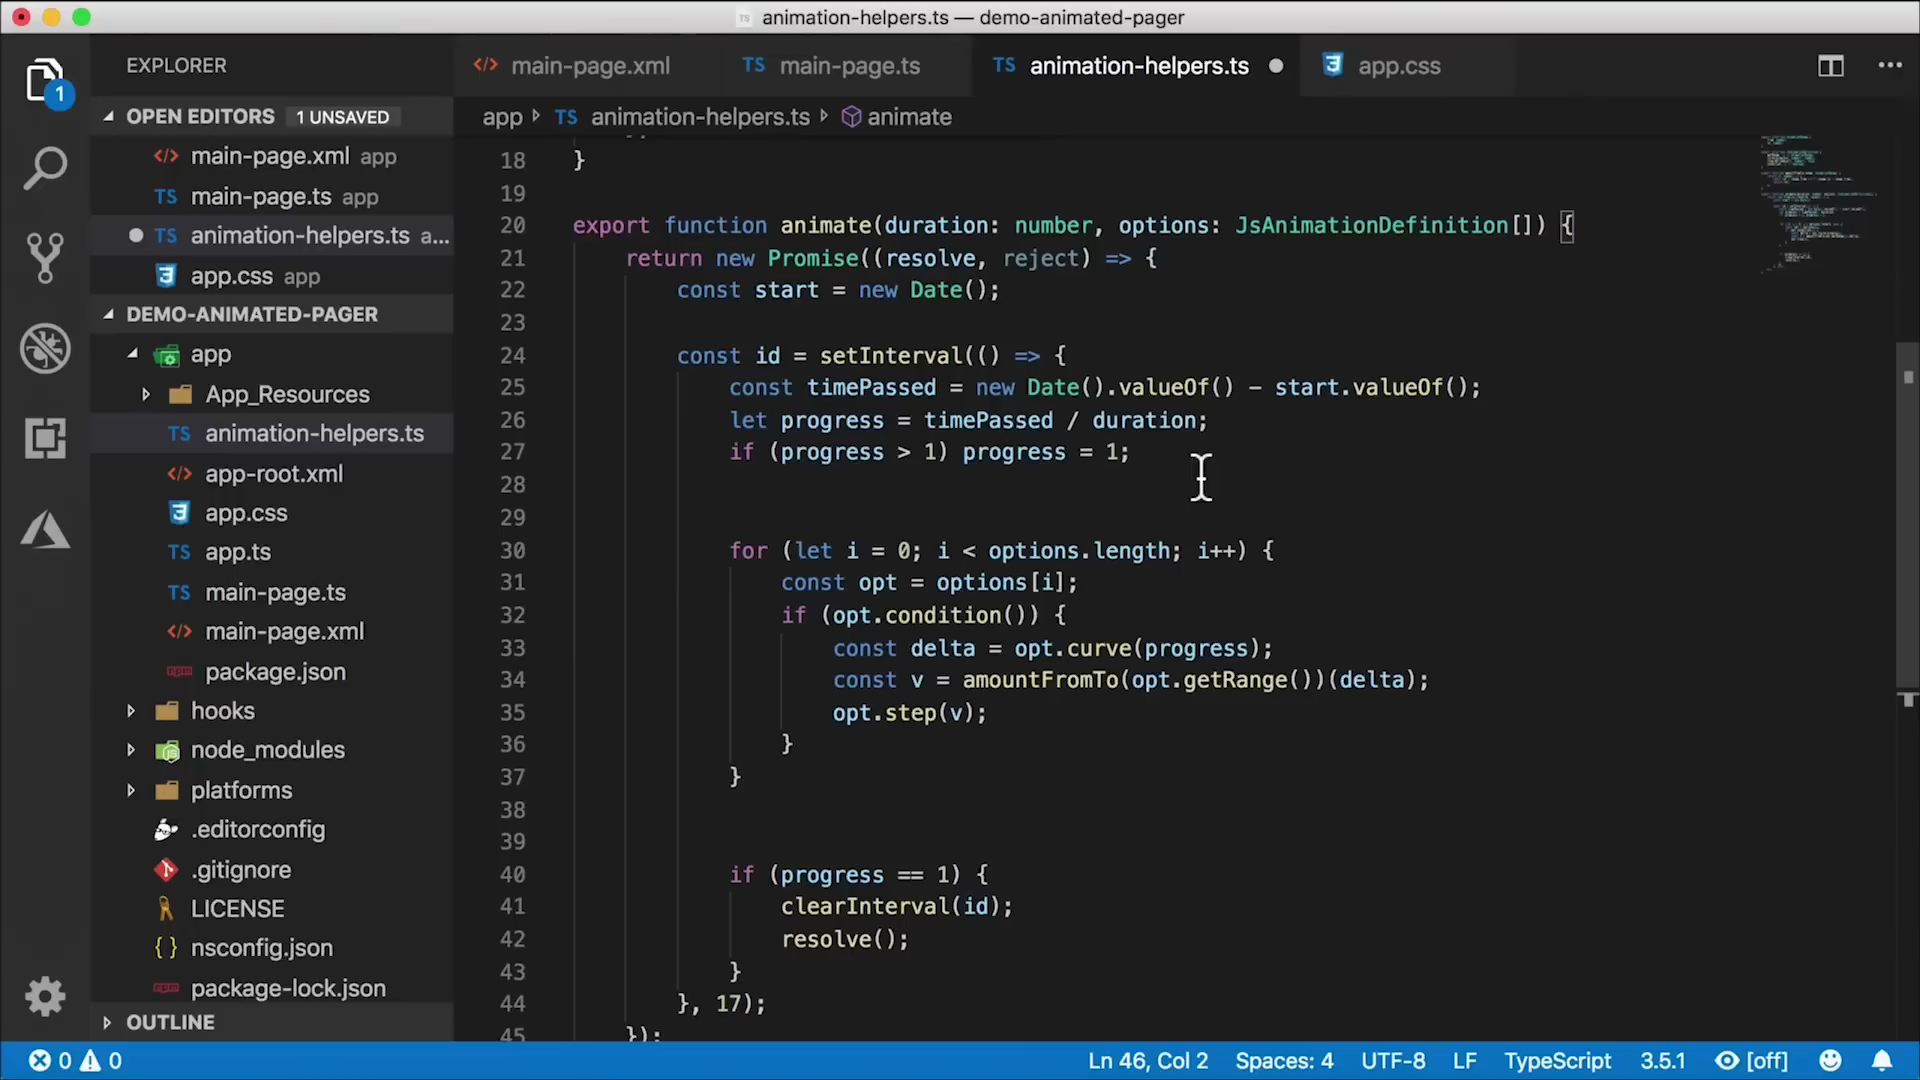 animation-helpers.ts — demo-animated-pager
EXPLORER
1
OPEN EDITORS 1 UNSAVED
main-page.xml app
TS main-page.ts app
TS animation-helpers.ts a...
app.css app
DEMO-ANIMATED-PAGER
app
App_Resources
TS animation-helpers.ts
app-root.xml
app.css
TS app.ts
TS main-page.ts
main-page.xml
package.json
hooks
node_modules
platforms
.editorconfig
.gitignore
LICENSE
nsconfig.json
package-lock.json
OUTLINE
main-page.xml TS main-page.ts TS animation-helpers.ts app.css
app TS animation-helpers.ts animate
18 }
19
20 export function animate(duration: number, options: JsAnimationDefinition[]) {
21 return new Promise((resolve, reject) => {
22 const start = new Date();
23
24 const id = setInterval(() => {
25 const timePassed = new Date().valueOf() - start.valueOf();
26 let progress = timePassed / duration;
27 if (progress > 1) progress = 1;
28
29
30 for (let i = 0; i < options.length; i++) {
31 const opt = options[i];
32 if (opt.condition()) {
33 const delta = opt.curve(progress);
34 const v = amountFromTo(opt.getRange())(delta);
35 opt.step(v);
36 }
37 }
38
39
40 if (progress == 1) {
41 clearInterval(id);
42 resolve();
43 }
44 }, 17);
45 });
0 0 Ln 46, Col 2 Spaces: 4 UTF-8 LF TypeScript 3.5.1 [off]